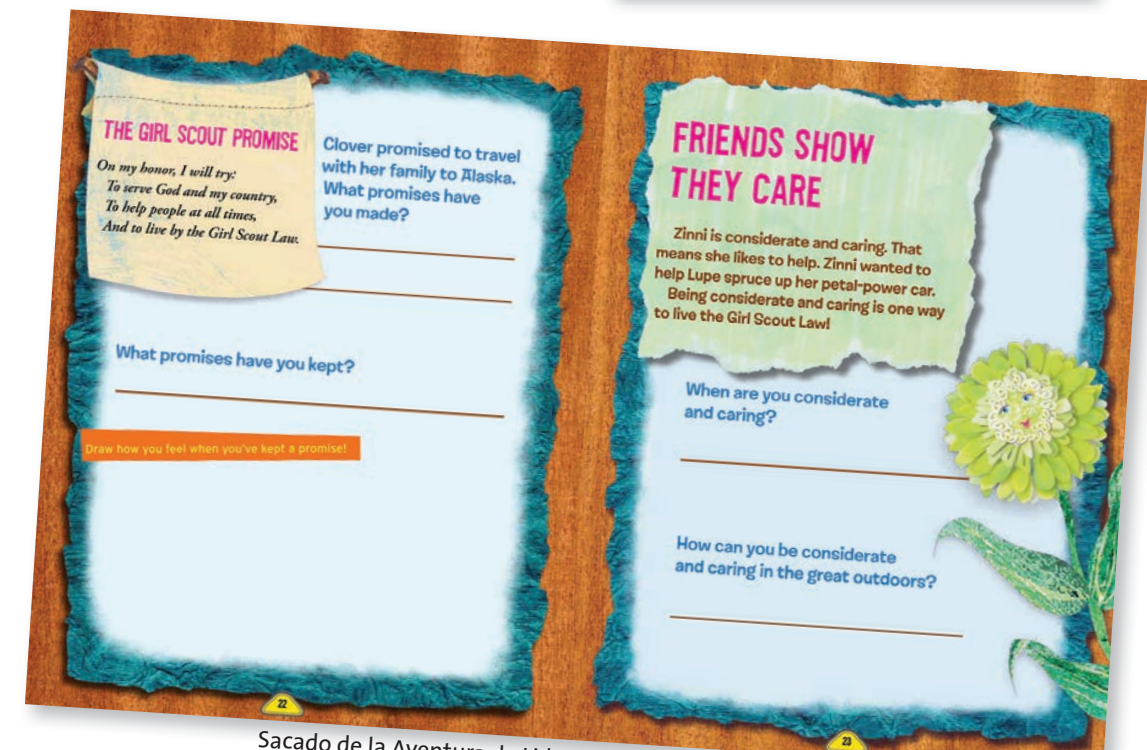 THE GIRL SCOUT PROMISE
On my honor, I will try:
To serve God and my country,
To help people at all times,
And to live by the Girl Scout Law.
Clover promised to travel
with her family to Alaska.
What promises have
you made?
What promises have you kept?
Draw how you feel when you've kept a promise!
22
FRIENDS SHOW
THEY CARE
Zinni is considerate and caring. That
means she likes to help. Zinni wanted to
help Lupe spruce up her petal-power car.
Being considerate and caring is one way
to live the Girl Scout Law!
When are you considerate
and caring?
How can you be considerate
and caring in the great outdoors?
23
Sacado de la Aventura de